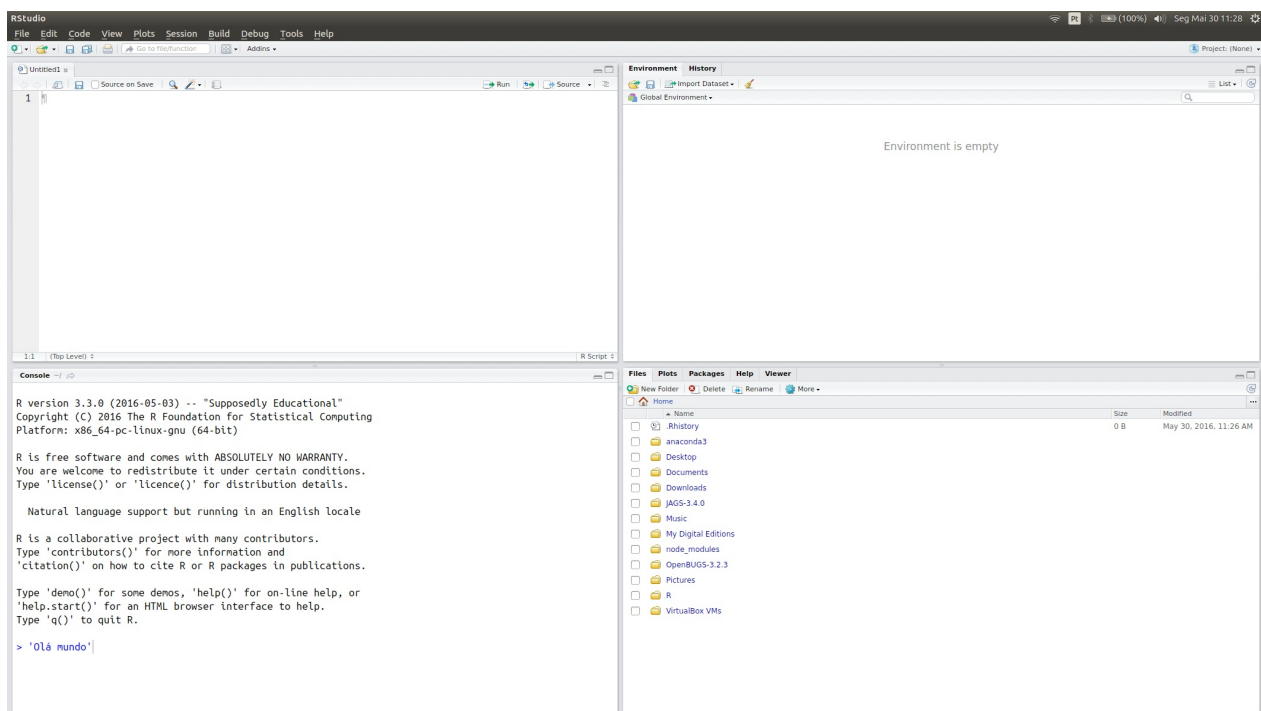 RStudio
Pt (100%) Seg Mai 30 11:28
File Edit Code View Plots Session Build Debug Tools Help
Go to file/function Addins
Project: (None)
Untitled1
Source on Save Run Source
1
1:1 (Top Level) R Script
Console ~/
R version 3.3.0 (2016-05-03) -- "Supposedly Educational"
Copyright (C) 2016 The R Foundation for Statistical Computing
Platform: x86_64-pc-linux-gnu (64-bit)
R is free software and comes with ABSOLUTELY NO WARRANTY.
You are welcome to redistribute it under certain conditions.
Type 'license()' or 'licence()' for distribution details.
Natural language support but running in an English locale
R is a collaborative project with many contributors.
Type 'contributors()' for more information and
'citation()' on how to cite R or R packages in publications.
Type 'demo()' for some demos, 'help()' for on-line help, or
'help.start()' for an HTML browser interface to help.
Type 'q()' to quit R.
> 'Olá mundo'
Environment History
Import Dataset List
Global Environment
Environment is empty
Files Plots Packages Help Viewer
New Folder Delete Rename More
Home
Name Size Modified
.Rhistory 0 B May 30, 2016, 11:26 AM
anaconda3
Desktop
Documents
Downloads
JAGS-3.4.0
Music
My Digital Editions
node_modules
OpenBUGS-3.2.3
Pictures
R
VirtualBox VMs